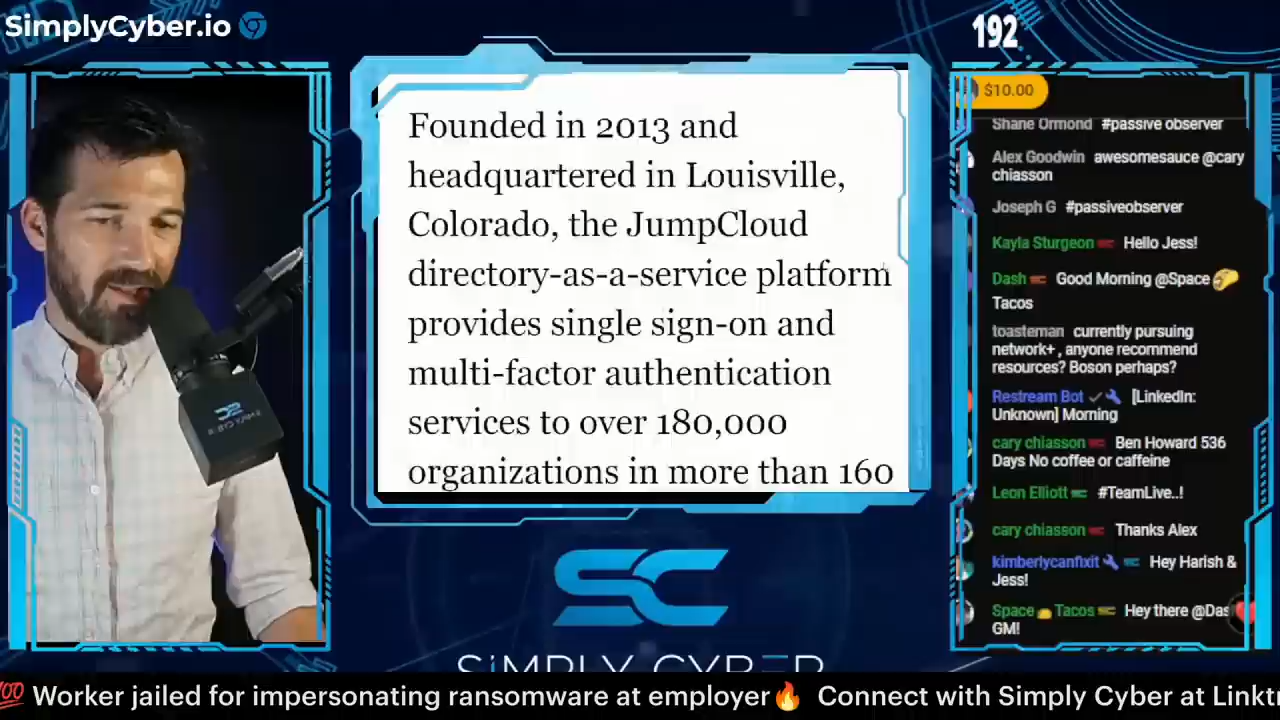 SimplyCyber.io
192
$10.00
Founded in 2013 and
headquartered in Louisville,
Colorado, the JumpCloud
directory-as-a-service platform
provides single sign-on and
multi-factor authentication
services to over 180,000
organizations in more than 160
Shane Ormond #passive observer
Alex Goodwin awesomesauce @cary
chiasson
Joseph G #passiveobserver
Kayla Sturgeon Hello Jess!
Dash Good Morning @Space 🌮
Tacos
toasteman currently pursuing
network+ , anyone recommend
resources? Boson perhaps?
Restream Bot [LinkedIn:
Unknown] Morning
cary chiasson Ben Howard 536
Days No coffee or caffeine
Leon Elliott #TeamLive..!
cary chiasson Thanks Alex
kimberlycanfixit Hey Harish &
Jess!
Space 🌮 Tacos Hey there @Das
GM!
SC
SIMPLY CYBER
💯 Worker jailed for impersonating ransomware at employer🔥 Connect with Simply Cyber at Linkt